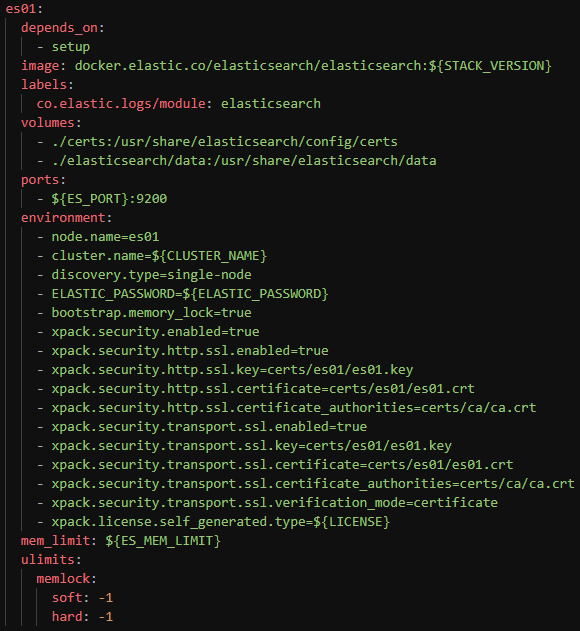 es01:
depends_on:
- setup
image: docker.elastic.co/elasticsearch/elasticsearch:${STACK_VERSION}
labels:
co.elastic.logs/module: elasticsearch
volumes:
- ./certs:/usr/share/elasticsearch/config/certs
- ./elasticsearch/data:/usr/share/elasticsearch/data
ports:
- ${ES_PORT}:9200
environment:
- node.name=es01
- cluster.name=${CLUSTER_NAME}
- discovery.type=single-node
- ELASTIC_PASSWORD=${ELASTIC_PASSWORD}
- bootstrap.memory_lock=true
- xpack.security.enabled=true
- xpack.security.http.ssl.enabled=true
- xpack.security.http.ssl.key=certs/es01/es01.key
- xpack.security.http.ssl.certificate=certs/es01/es01.crt
- xpack.security.http.ssl.certificate_authorities=certs/ca/ca.crt
- xpack.security.transport.ssl.enabled=true
- xpack.security.transport.ssl.key=certs/es01/es01.key
- xpack.security.transport.ssl.certificate=certs/es01/es01.crt
- xpack.security.transport.ssl.certificate_authorities=certs/ca/ca.crt
- xpack.security.transport.ssl.verification_mode=certificate
- xpack.license.self_generated.type=${LICENSE}
mem_limit: ${ES_MEM_LIMIT}
ulimits:
memlock:
soft: -1
hard: -1